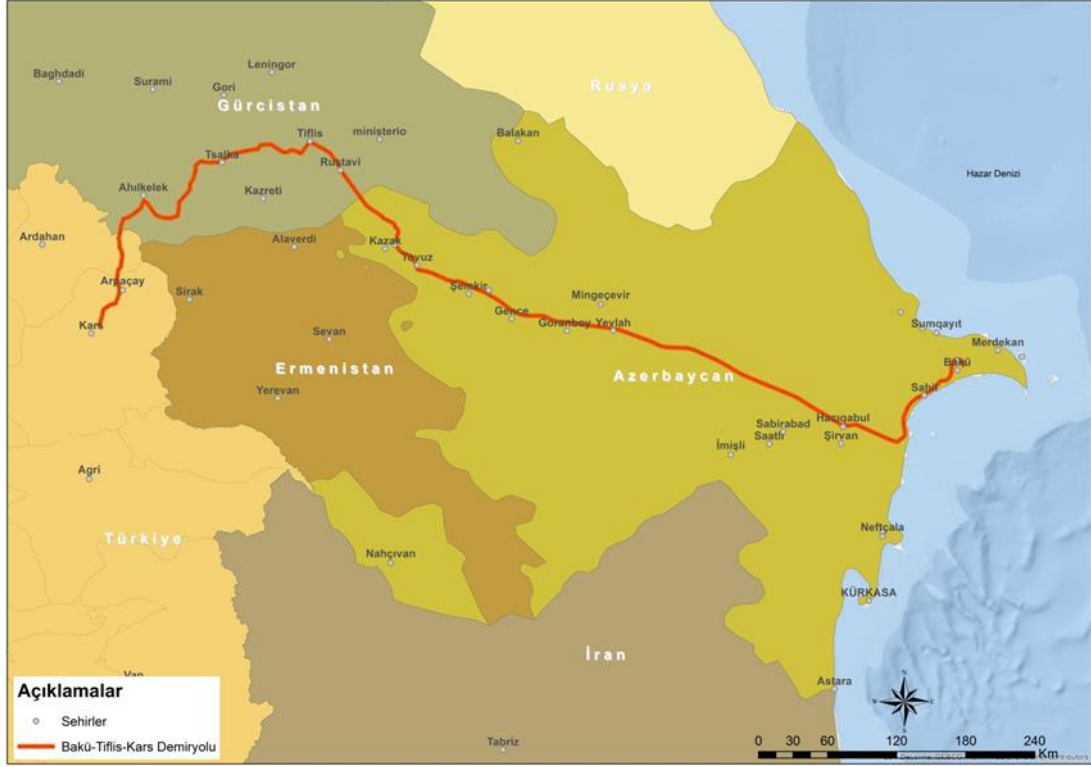 Leningor
Baghdadi
Surami
Gori
Gürcistan
Rusya
Tiflis
ministerio
Balakan
Tsalka
Rustavi
Hazar Denizi
Ahılkelek
Kazreti
Ardahan
Alaverdi
Kazak
Tovuz
Arpaçay
Sirak
Şemkir
Mingeçevir
Gence
Goranboy
Yevlah
Kars
Sevan
Sumqayıt
Merdekan
Ermenistan
Azerbaycan
Bakü
Sahil
Yerevan
Hacıqabul
Sabirabad
Saatlı
Şirvan
İmişli
Agri
Türkiye
Neftçala
Nahçıvan
KÜRKASA
İran
Van
Astara
Açıklamalar
Sehirler
Bakü-Tiflis-Kars Demiryolu
Tabriz
N
W
E
S
0 30 60 120 180 240
Km